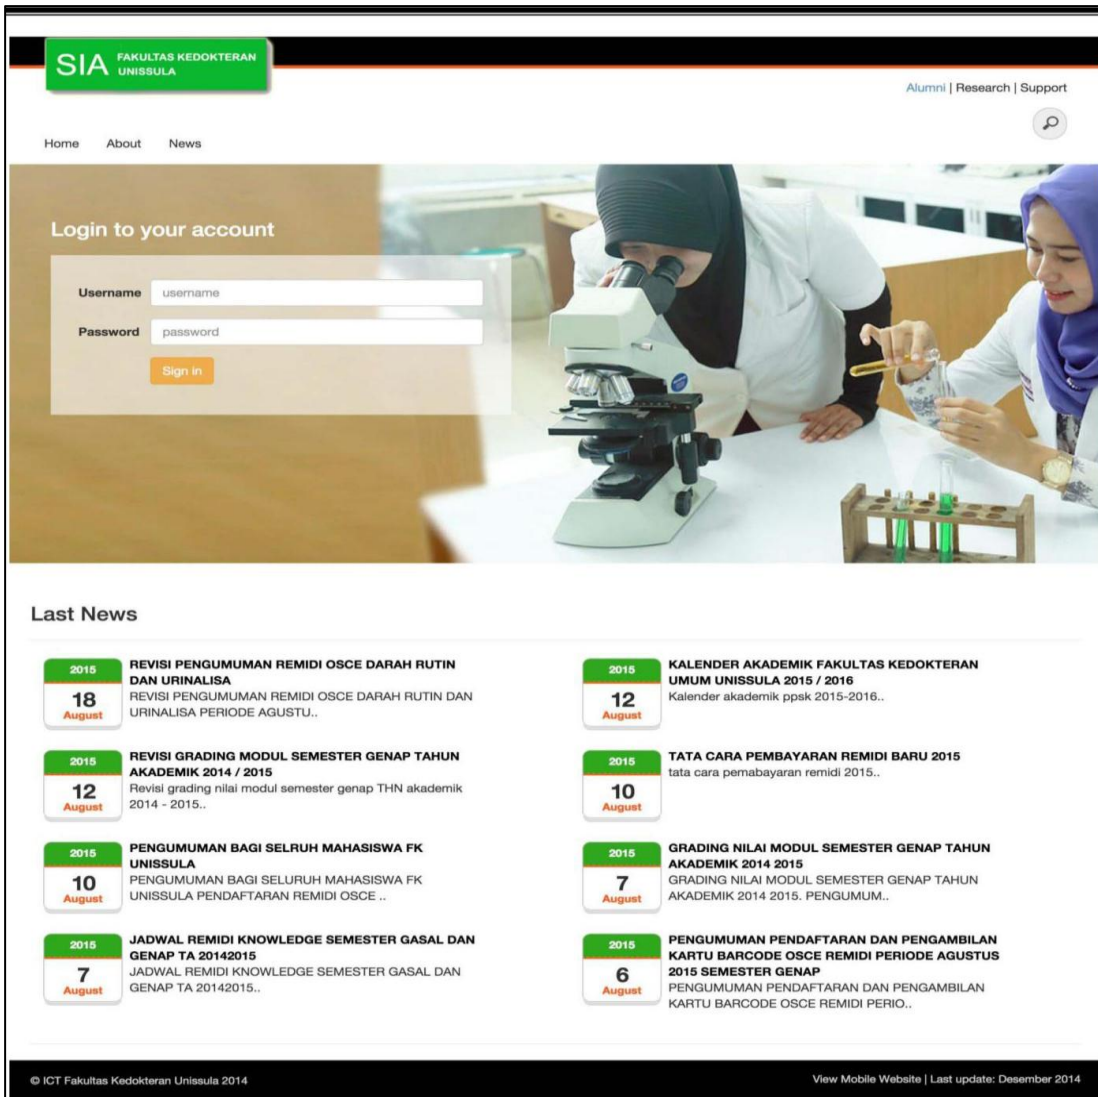 SIA FAKULTAS KEDOKTERAN
UNISSULA
Alumni | Research | Support
Home About News
Login to your account
Username username
Password password
Sign in
Last News
2015
18
August
REVISI PENGUMUMAN REMIDI OSCE DARAH RUTIN
DAN URINALISA
REVISI PENGUMUMAN REMIDI OSCE DARAH RUTIN DAN
URINALISA PERIODE AGUSTU..
2015
12
August
KALENDER AKADEMIK FAKULTAS KEDOKTERAN
UMUM UNISSULA 2015 / 2016
Kalender akademik ppsk 2015-2016..
2015
12
August
REVISI GRADING MODUL SEMESTER GENAP TAHUN
AKADEMIK 2014 / 2015
Revisi grading nilai modul semester genap THN akademik
2014 - 2015..
2015
10
August
TATA CARA PEMBAYARAN REMIDI BARU 2015
tata cara pemabayaran remidi 2015..
2015
10
August
PENGUMUMAN BAGI SELRUH MAHASISWA FK
UNISSULA
PENGUMUMAN BAGI SELURUH MAHASISWA FK
UNISSULA PENDAFTARAN REMIDI OSCE ..
2015
7
August
GRADING NILAI MODUL SEMESTER GENAP TAHUN
AKADEMIK 2014 2015
GRADING NILAI MODUL SEMESTER GENAP TAHUN
AKADEMIK 2014 2015. PENGUMUM..
2015
7
August
JADWAL REMIDI KNOWLEDGE SEMESTER GASAL DAN
GENAP TA 20142015
JADWAL REMIDI KNOWLEDGE SEMESTER GASAL DAN
GENAP TA 20142015..
2015
6
August
PENGUMUMAN PENDAFTARAN DAN PENGAMBILAN
KARTU BARCODE OSCE REMIDI PERIODE AGUSTUS
2015 SEMESTER GENAP
PENGUMUMAN PENDAFTARAN DAN PENGAMBILAN
KARTU BARCODE OSCE REMIDI PERIO..
© ICT Fakultas Kedokteran Unissula 2014
View Mobile Website | Last update: Desember 2014